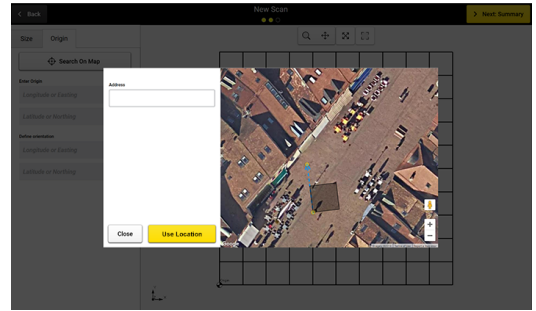 Back
New Scan
Next: Summary
Size
Origin
Search On Map
Enter Origin
Longitude or Easting
Latitude or Northing
Define orientation
Longitude or Easting
Latitude or Northing
Address
Close
Use Location